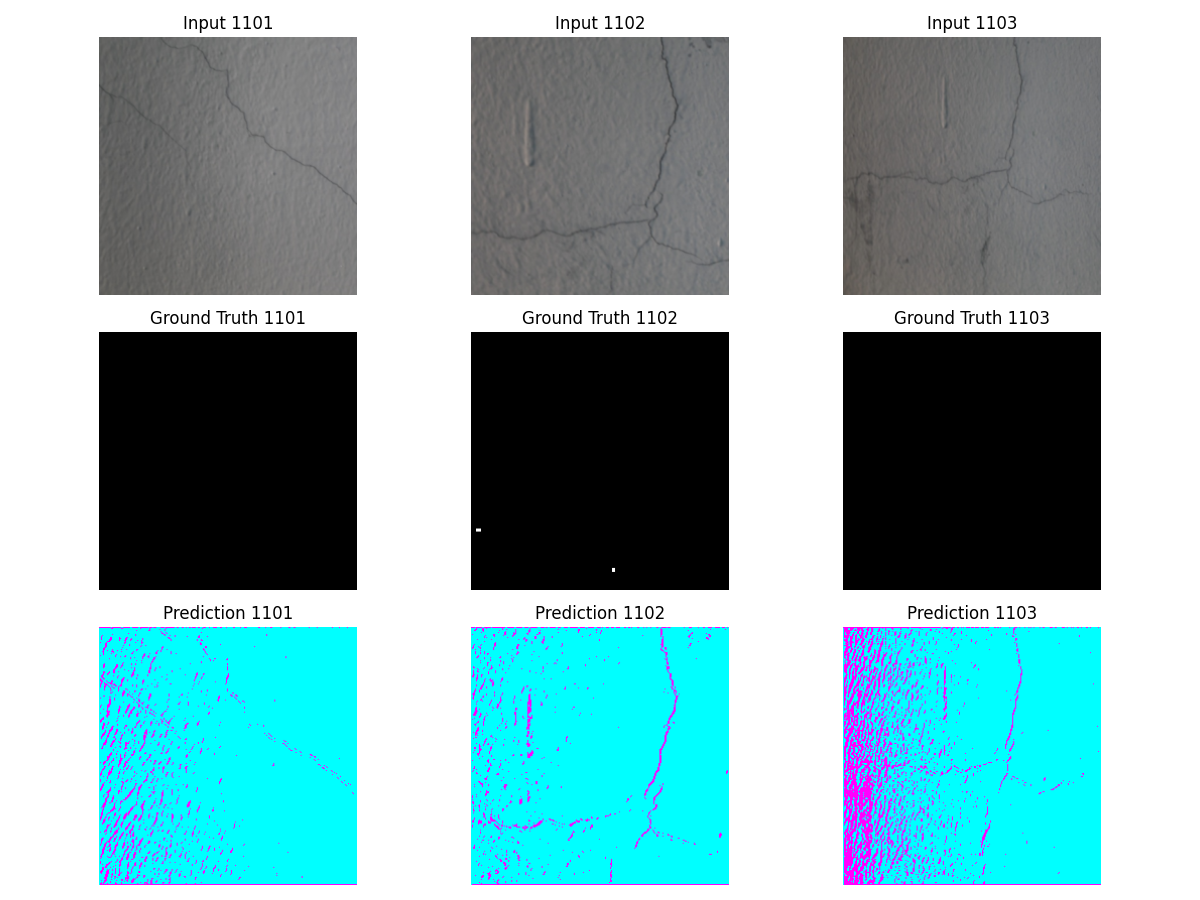 Input 1101
Input 1102
Input 1103
Ground Truth 1101
Ground Truth 1102
Ground Truth 1103
Prediction 1101
Prediction 1102
Prediction 1103